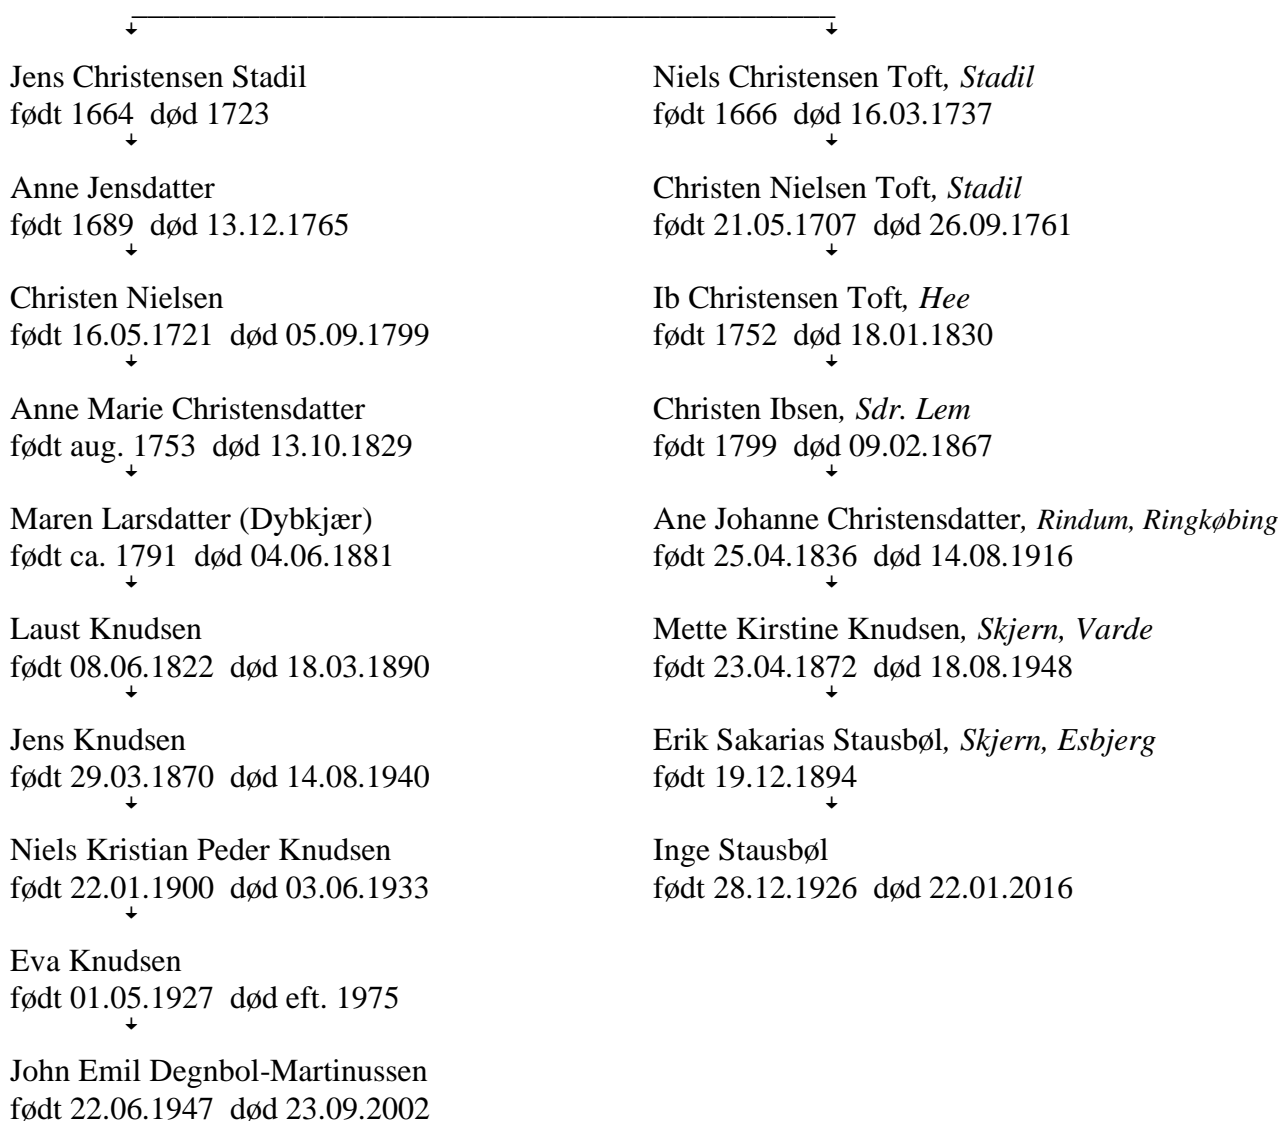 Jens Christensen Stadil
født 1664 død 1723
Anne Jensdatter
født 1689 død 13.12.1765
Christen Nielsen
født 16.05.1721 død 05.09.1799
Anne Marie Christensdatter
født aug. 1753 død 13.10.1829
Maren Larsdatter (Dybkjær)
født ca. 1791 død 04.06.1881
Laust Knudsen
født 08.06.1822 død 18.03.1890
Jens Knudsen
født 29.03.1870 død 14.08.1940
Niels Kristian Peder Knudsen
født 22.01.1900 død 03.06.1933
Eva Knudsen
født 01.05.1927 død eft. 1975
John Emil Degnbol-Martinussen
født 22.06.1947 død 23.09.2002
Niels Christensen Toft, Stadil
født 1666 død 16.03.1737
Christen Nielsen Toft, Stadil
født 21.05.1707 død 26.09.1761
Ib Christensen Toft, Hee
født 1752 død 18.01.1830
Christen Ibsen, Sdr. Lem
født 1799 død 09.02.1867
Ane Johanne Christensdatter, Rindum, Ringkøbing
født 25.04.1836 død 14.08.1916
Mette Kirstine Knudsen, Skjern, Varde
født 23.04.1872 død 18.08.1948
Erik Sakarias Stausbøl, Skjern, Esbjerg
født 19.12.1894
Inge Stausbøl
født 28.12.1926 død 22.01.2016